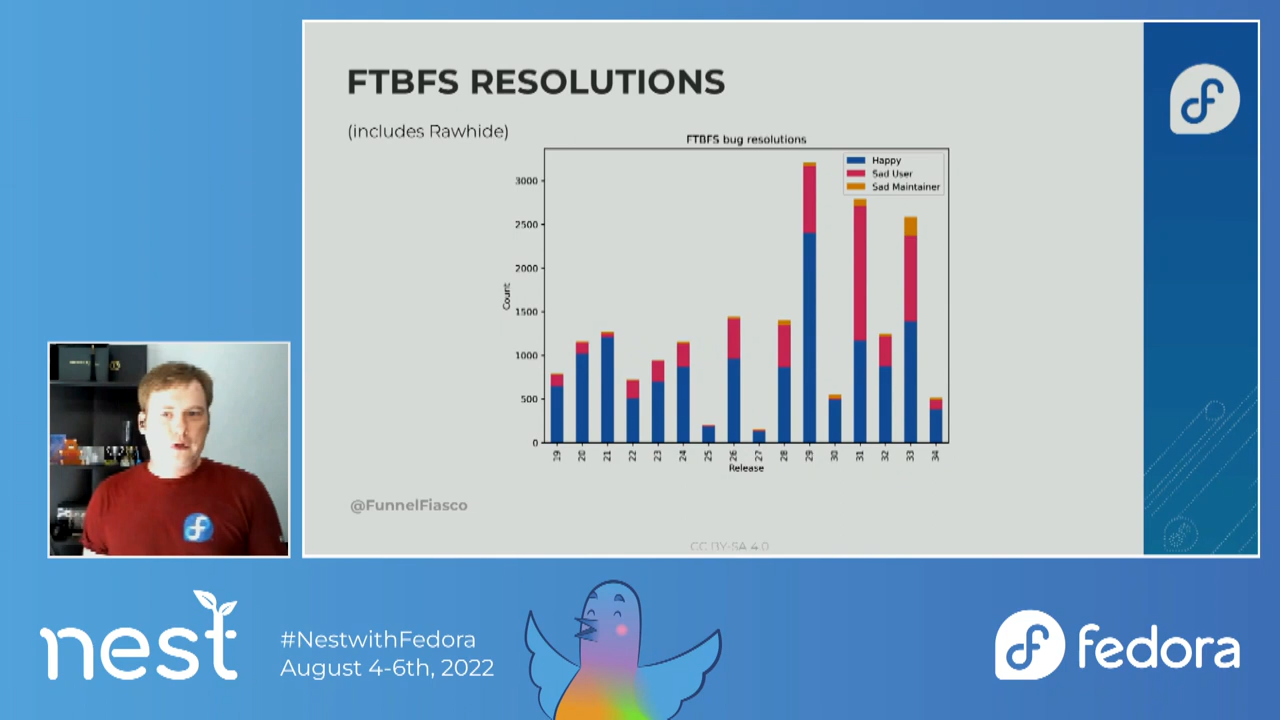 FTBFS RESOLUTIONS
(includes Rawhide)
FTBFS bug resolutions
Happy
Sad User
Sad Maintainer
3000
2500
2000
1500
1000
500
0
Count
19
20
21
22
23
24
25
26
27
28
29
30
31
32
33
34
Release
@FunnelFiasco
CC BY-SA 4.0
nest
#NestwithFedora
August 4-6th, 2022
fedora